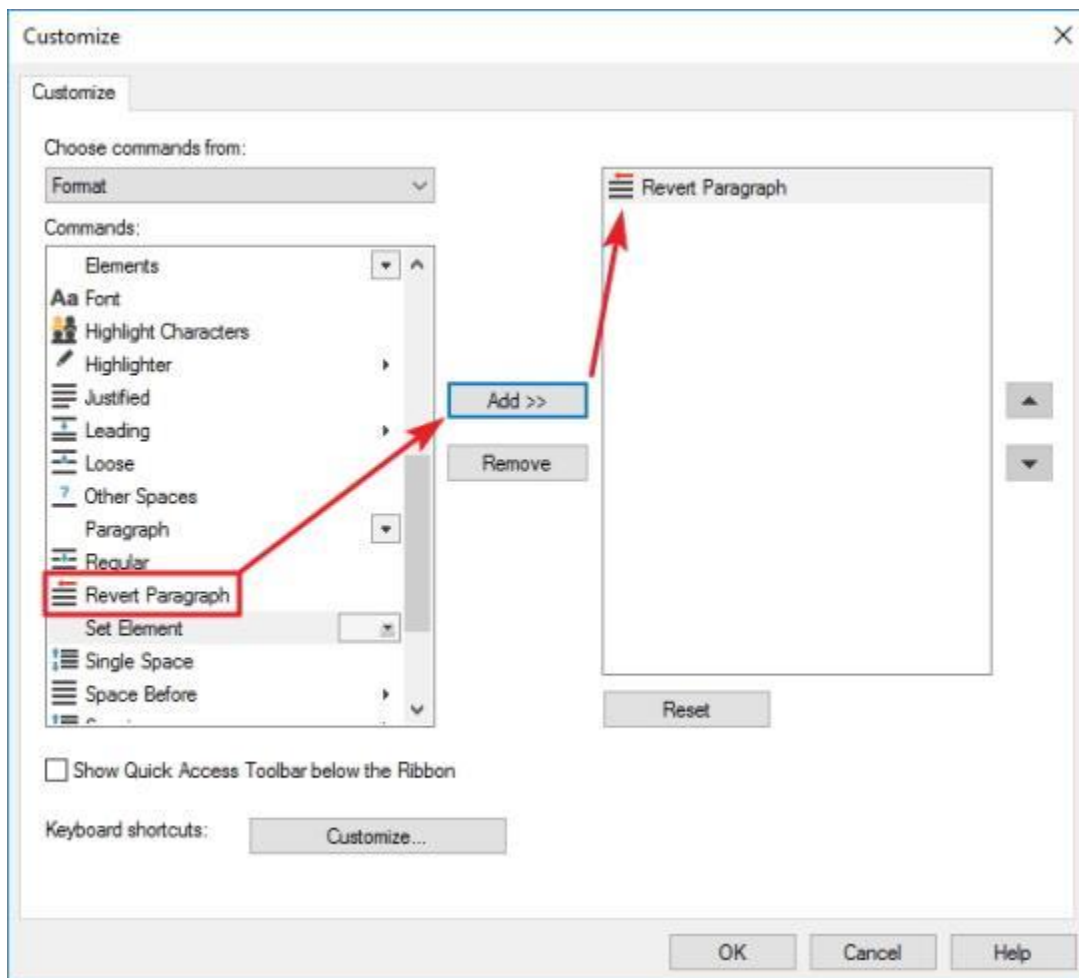 Customize
Customize
Choose commands from:
Format
Commands:
Elements
Aa Font
Highlight Characters
Highlighter
Justified
Leading
Loose
? Other Spaces
Paragraph
Regular
Revert Paragraph
Set Element
Single Space
Space Before
Add >>
Remove
Revert Paragraph
Reset
Show Quick Access Toolbar below the Ribbon
Keyboard shortcuts:
Customize...
OK
Cancel
Help